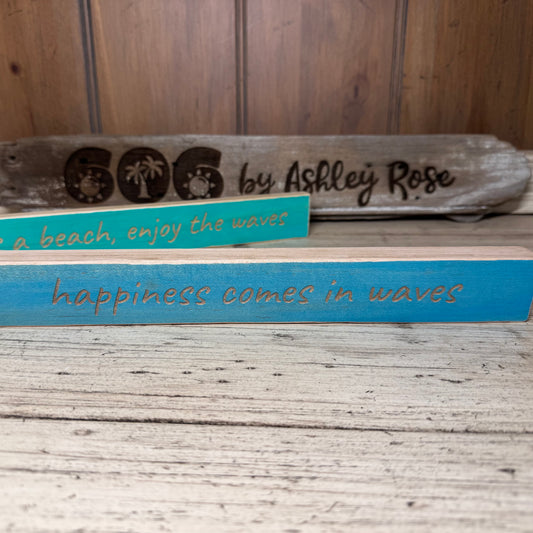 606 by Ashley Rose
a beach, enjoy the waves
happiness comes in waves